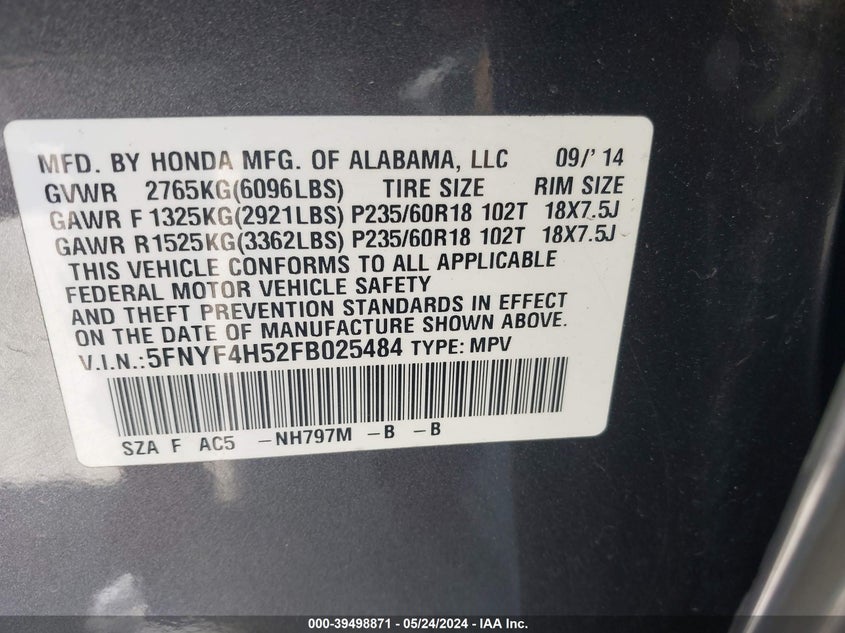 MFD. BY HONDA MFG. OF ALABAMA, LLC 09/' 14
GVWR 2765KG(6096LBS) TIRE SIZE RIM SIZE
GAWR F 1325KG(2921LBS) P235/60R18 102T 18X7.5J
GAWR R1525KG(3362LBS) P235/60R18 102T 18X7.5J
THIS VEHICLE CONFORMS TO ALL APPLICABLE
FEDERAL MOTOR VEHICLE SAFETY
AND THEFT PREVENTION STANDARDS IN EFFECT
ON THE DATE OF MANUFACTURE SHOWN ABOVE.
V.I.N.:5FNYF4H52FB025484 TYPE: MPV
SZA F AC5 -NH797M -B -B
000-39498871 - 05/24/2024 - IAA Inc.